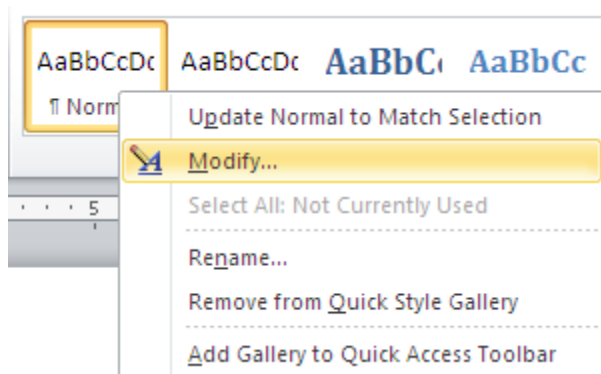 AaBbCcDc AaBbCcDc AaBbC AaBbCc
¶ Norm
Update Normal to Match Selection
Modify...
5
Select All: Not Currently Used
Rename...
Remove from Quick Style Gallery
Add Gallery to Quick Access Toolbar